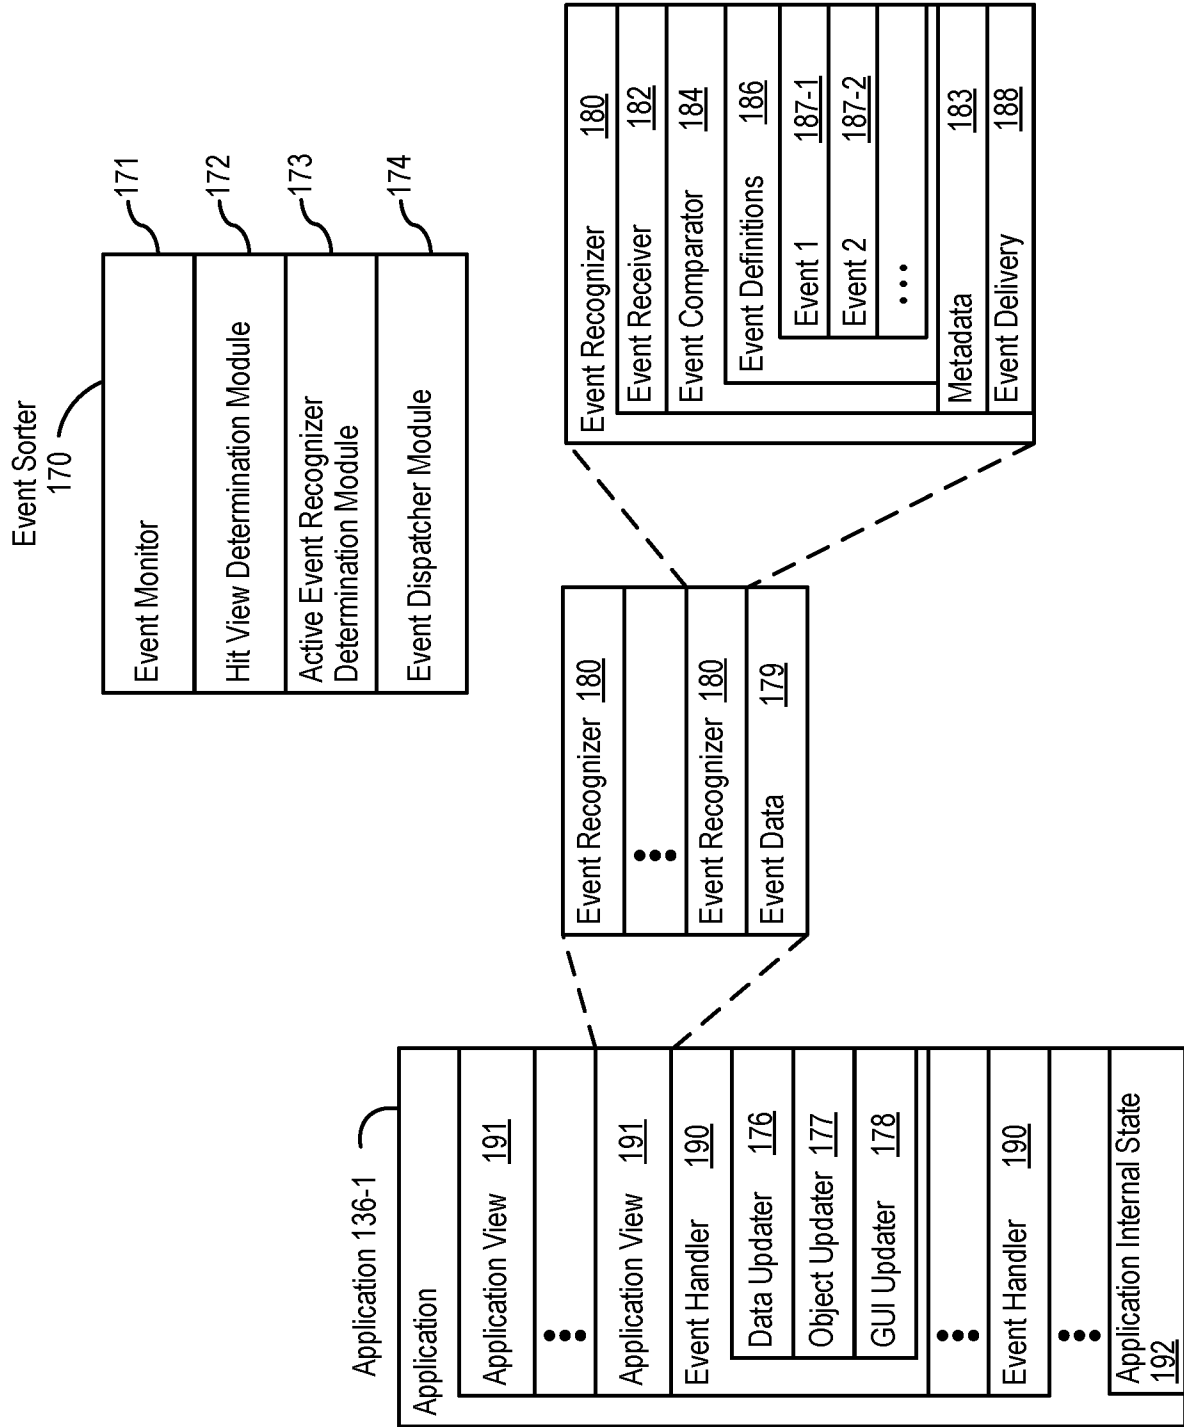 Event Sorter
170
Event Monitor
171
Hit View Determination Module
172
Active Event Recognizer
Determination Module
173
Event Dispatcher Module
174
Application 136-1
Application
Application View 191
•••
Application View 191
Event Handler 190
Data Updater 176
Object Updater 177
GUI Updater 178
•••
Event Handler 190
•••
Application Internal State
192
Event Recognizer 180
•••
Event Recognizer 180
Event Data 179
Event Recognizer 180
Event Receiver 182
Event Comparator 184
Event Definitions 186
Event 1 187-1
Event 2 187-2
•••
Metadata 183
Event Delivery 188